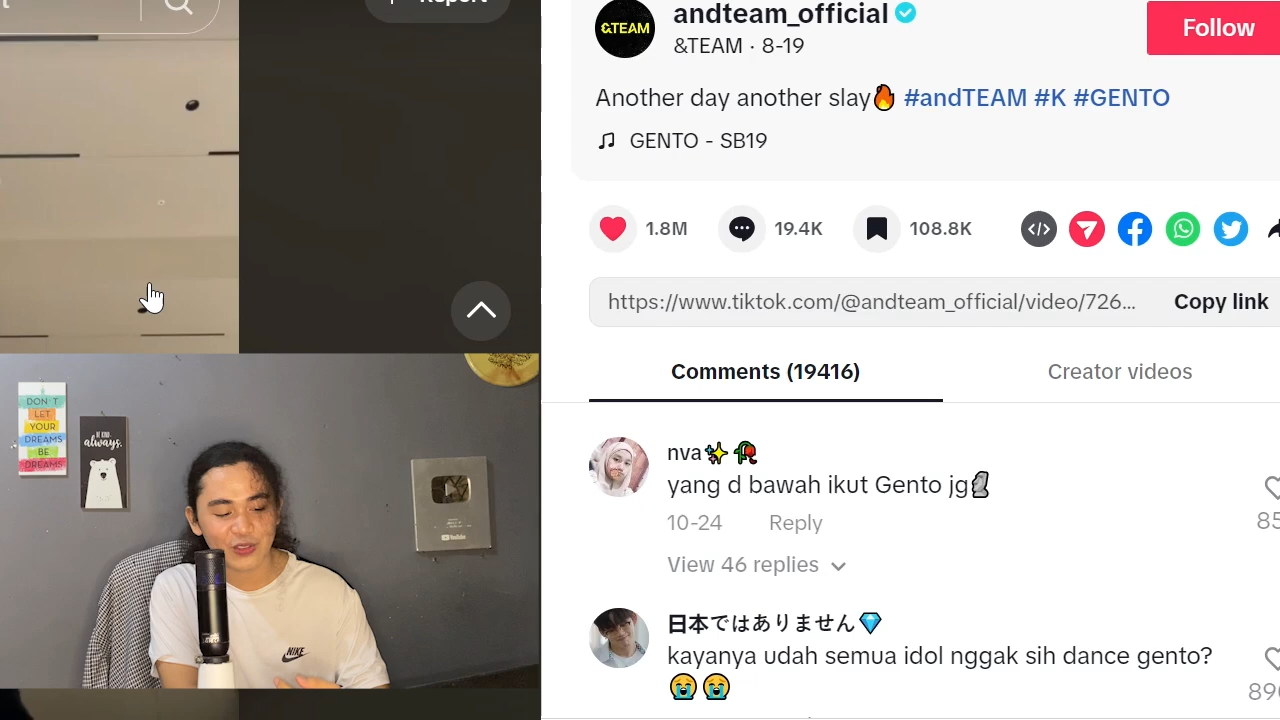 Report
&TEAM
andteam_official
&TEAM · 8-19
Follow
Another day another slay🔥 #andTEAM #K #GENTO
GENTO - SB19
1.8M
19.4K
108.8K
https://www.tiktok.com/@andteam_official/video/726...
Copy link
Comments (19416)
Creator videos
nva✨🥀
yang d bawah ikut Gento jg🗿
10-24
Reply
View 46 replies
日本ではありません💎
kayanya udah semua idol nggak sih dance gento?
😭😭
DON'T
LET
YOUR
DREAMS
BE
DREAMS
always.
YouTube
NIKE